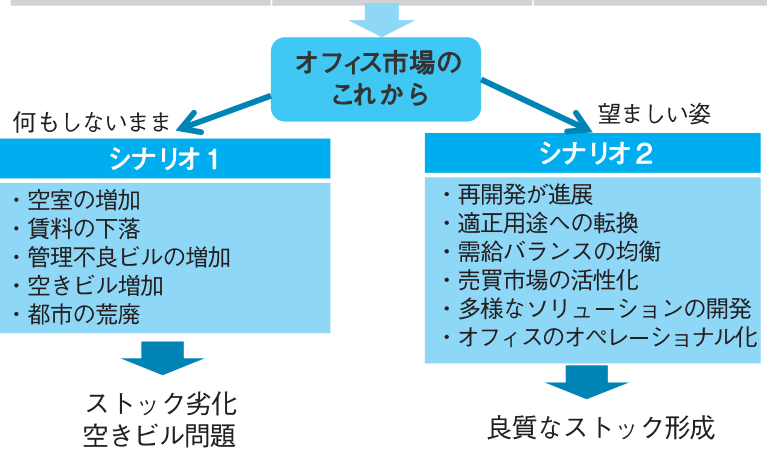 オフィス市場の
これから
何もしないまま
シナリオ1
・空室の増加
・賃料の下落
・管理不良ビルの増加
・空きビル増加
・都市の荒廃
ストック劣化
空きビル問題
望ましい姿
シナリオ2
・再開発が進展
・適正用途への転換
・需給バランスの均衡
・売買市場の活性化
・多様なソリューションの開発
・オフィスのオペレーショナル化
良質なストック形成